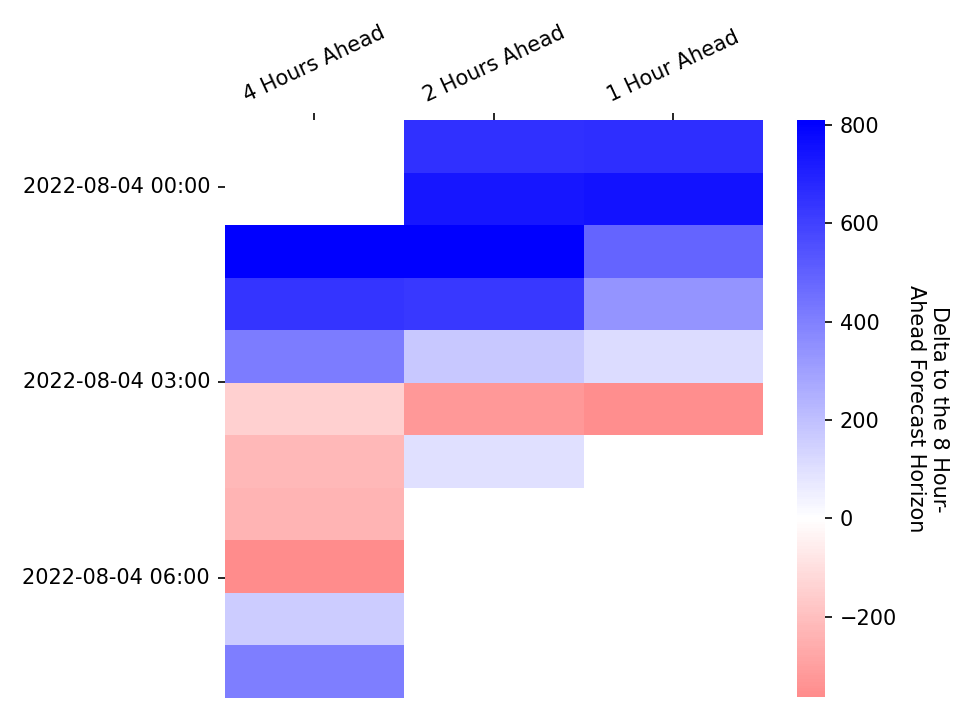 4 Hours Ahead
2 Hours Ahead
1 Hour Ahead
2022-08-04 00:00
2022-08-04 03:00
2022-08-04 06:00
800
600
400
200
0
−200
Delta to the 8 Hour-
Ahead Forecast Horizon